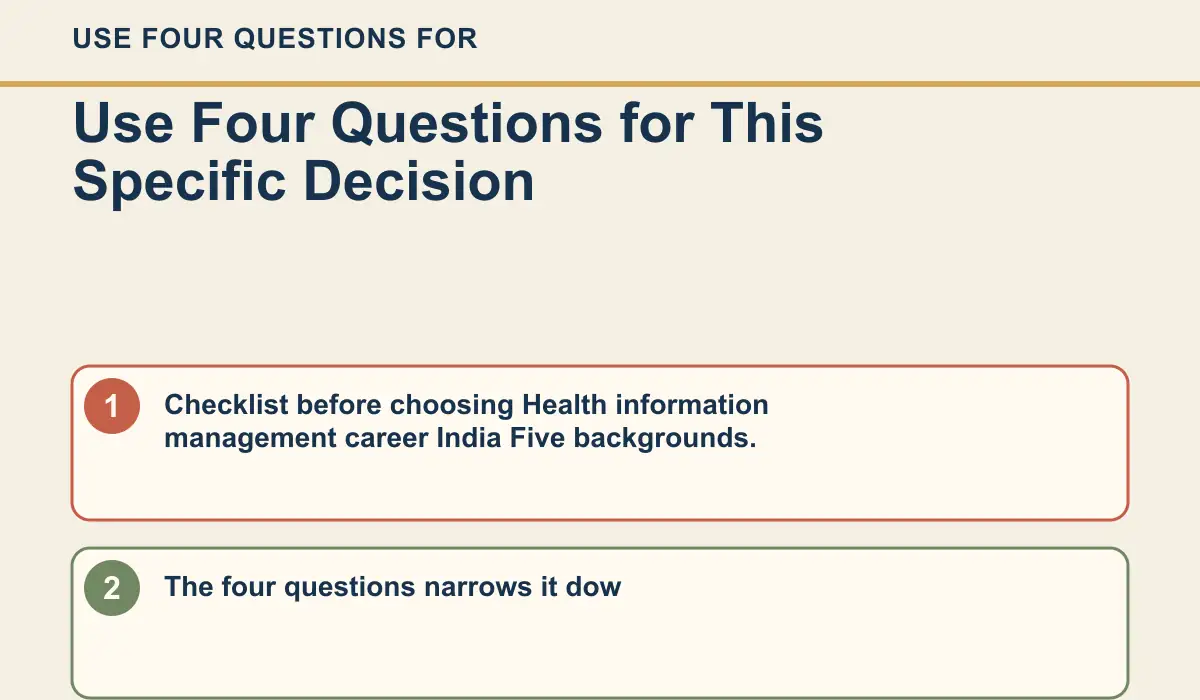 USE FOUR QUESTIONS FOR
Use Four Questions for This
Specific Decision
1
Checklist before choosing Health information
management career India Five backgrounds.
2
The four questions narrows it dow